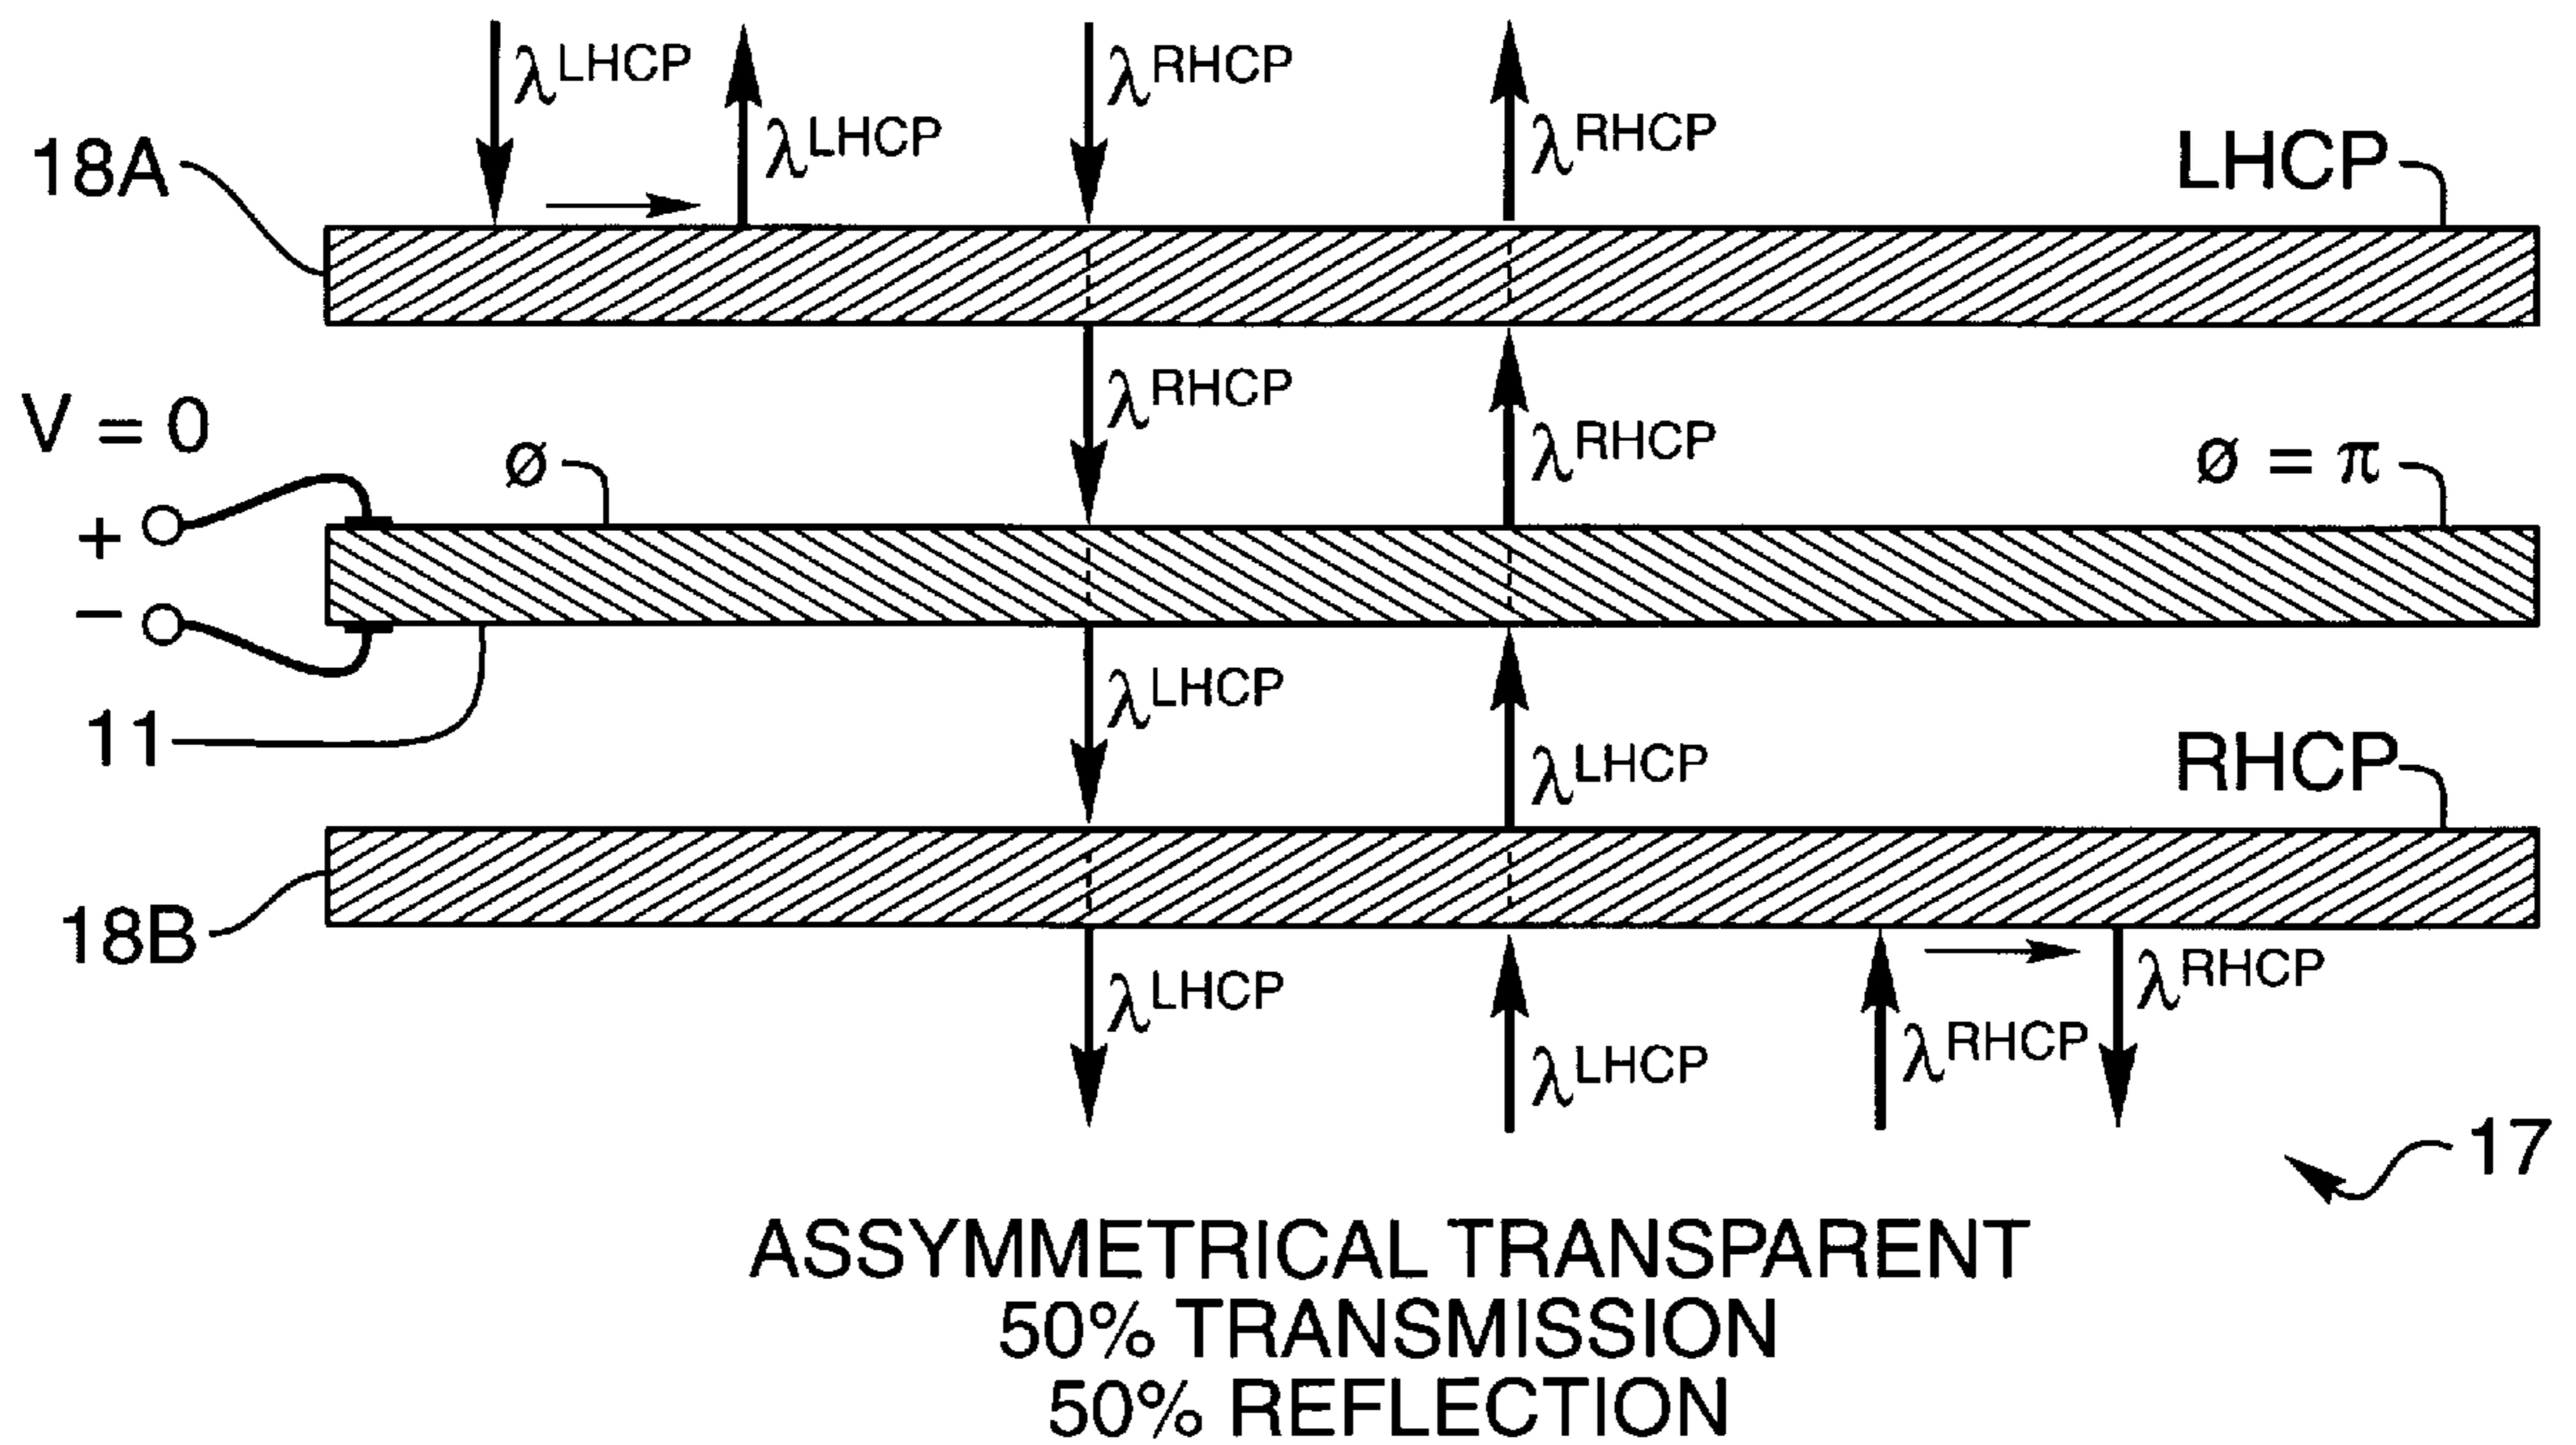 λLHCP
λLHCP
λRHCP
λRHCP
LHCP
18A
λRHCP
λRHCP
V = 0
ø
ø = π
+
−
11
λLHCP
λLHCP
RHCP
18B
λLHCP
λLHCP
λRHCP
λRHCP
17
ASSYMMETRICAL TRANSPARENT
50% TRANSMISSION
50% REFLECTION